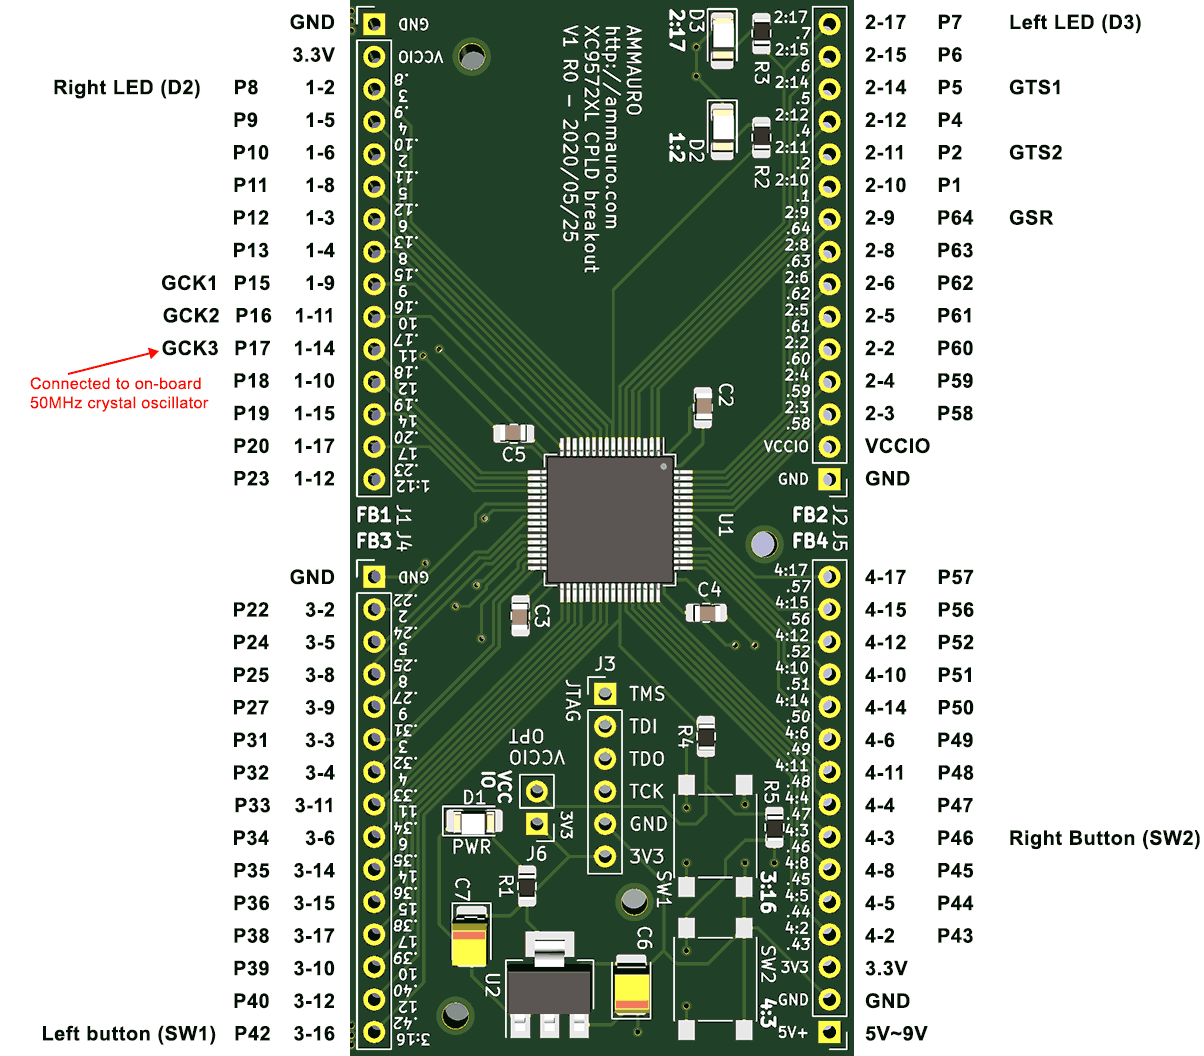 GND
3.3V
Right LED (D2) P8 1-2
P9 1-5
P10 1-6
P11 1-8
P12 1-3
P13 1-4
GCK1 P15 1-9
GCK2 P16 1-11
GCK3 P17 1-14
Connected to on-board
50MHz crystal oscillator
P18 1-10
P19 1-15
P20 1-17
P23 1-12
GND
P22 3-2
P24 3-5
P25 3-8
P27 3-9
P31 3-3
P32 3-4
P33 3-11
P34 3-6
P35 3-14
P36 3-15
P38 3-17
P39 3-10
P40 3-12
Left button (SW1) P42 3-16
GND
VCCIO
.8
3
.9
4
.10
2
.11
5
.12
6
.13
8
.15
9
.16
10
.17
11
.18
12
.19
14
.20
17
.23
1:12
FB1 J1
FB3 J4
GND
.22
2
.24
5
.25
8
.27
9
.31
3
.32
4
.33
11
.34
6
.35
14
.36
15
.38
17
.39
10
.40
12
.42
3:16
AMMAURO
http://ammauro.com
XC9572XL CPLD breakout
V1 R0 - 2020/05/25
D3
2:17
R3
D2
1:2
R2
C5
C2
U1
C3
C4
J3
JTAG
TMS
TDI
TDO
TCK
GND
3V3
VCCIO
OPT
VCC
IO
3V3
J6
D1
PWR
R1
C7
U2
C6
R4
R5
SW1
3:16
SW2
4:3
2:17
.7
2:15
.6
2:14
.5
2:12
.4
2:11
.2
2:10
.1
2:9
.64
2:8
.63
2:6
.62
2:5
.61
2:2
.60
2:4
.59
2:3
.58
VCCIO
GND
FB2 J2
FB4 J5
4:17
.57
4:15
.56
4:12
.52
4:10
.51
4:14
.50
4:6
.49
4:11
.48
4:4
.47
4:3
.46
4:8
.45
4:5
.44
4:2
.43
3V3
GND
5V+
2-17 P7 Left LED (D3)
2-15 P6
2-14 P5 GTS1
2-12 P4
2-11 P2 GTS2
2-10 P1
2-9 P64 GSR
2-8 P63
2-6 P62
2-5 P61
2-2 P60
2-4 P59
2-3 P58
VCCIO
GND
4-17 P57
4-15 P56
4-12 P52
4-10 P51
4-14 P50
4-6 P49
4-11 P48
4-4 P47
4-3 P46 Right Button (SW2)
4-8 P45
4-5 P44
4-2 P43
3.3V
GND
5V~9V